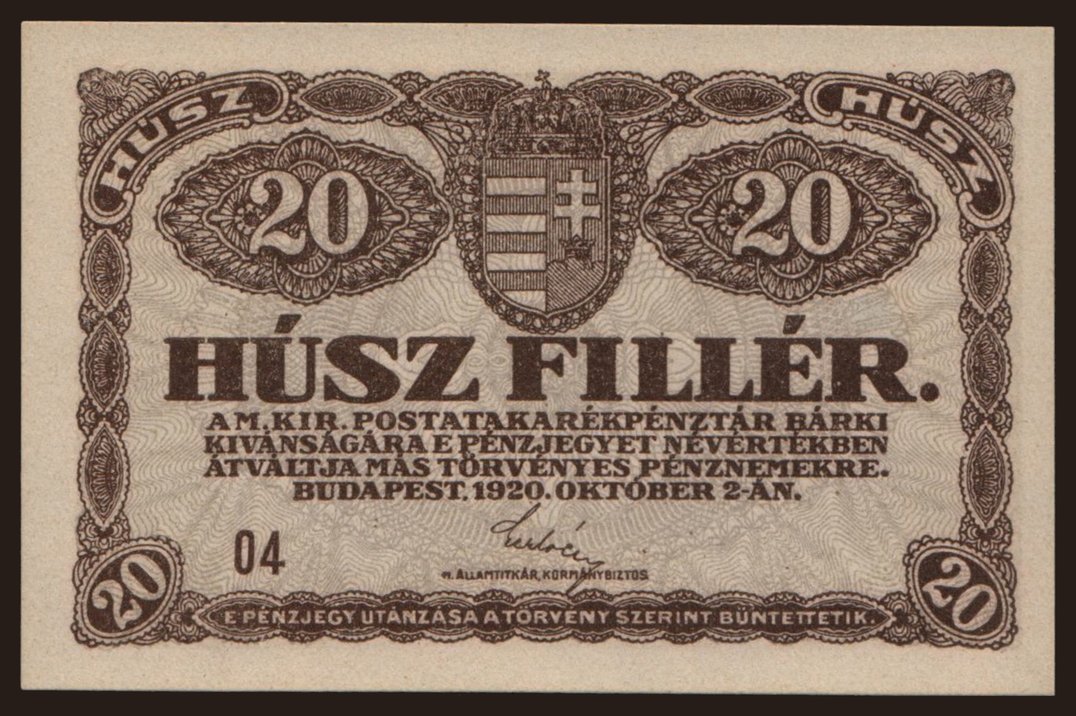 HÚSZ
HÚSZ
20
20
HÚSZ FILLÉR.
A M. KIR. POSTATAKARÉKPÉNZTÁR BÁRKI
KIVÁNSÁGÁRA E PÉNZJEGYET NÉVÉRTÉKBEN
ÁTVÁLTJA MÁS TÖRVÉNYES PÉNZNEMEKRE.
BUDAPEST, 1920. OKTÓBER 2-ÁN.
04
H. ÁLLAMTITKÁR, KORMÁNYBIZTOS
20
20
E PÉNZJEGY UTÁNZÁSA A TÖRVÉNY SZERINT BÜNTETTETIK.